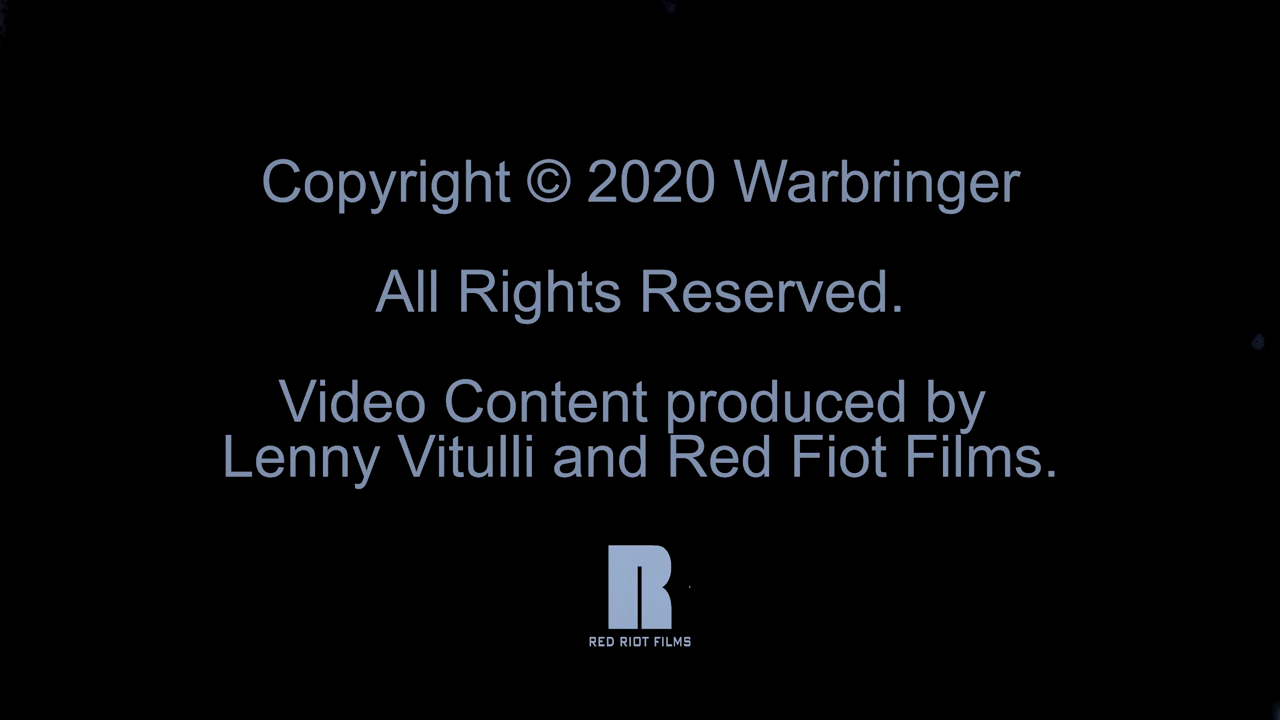 Copyright © 2020 Warbringer
All Rights Reserved.
Video Content produced by
Lenny Vitulli and Red Fiot Films.
R
RED RIOT FILMS